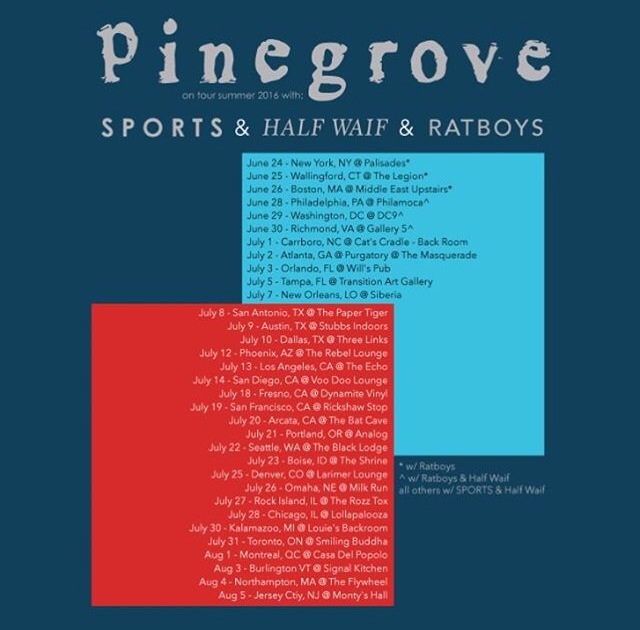 Pinegrove
on tour summer 2016 with:
SPORTS & HALF WAIF & RATBOYS
June 24 - New York, NY @ Palisades*
June 25 - Wallingford, CT @ The Legion*
June 26 - Boston, MA @ Middle East Upstairs*
June 28 - Philadelphia, PA @ Philamoca^
June 29 - Washington, DC @ DC9^
June 30 - Richmond, VA @ Gallery 5^
July 1 - Carrboro, NC @ Cat's Cradle - Back Room
July 2 - Atlanta, GA @ Purgatory @ The Masquerade
July 3 - Orlando, FL @ Will's Pub
July 5 - Tampa, FL @ Transition Art Gallery
July 7 - New Orleans, LO @ Siberia
July 8 - San Antonio, TX @ The Paper Tiger
July 9 - Austin, TX @ Stubbs Indoors
July 10 - Dallas, TX @ Three Links
July 12 - Phoenix, AZ @ The Rebel Lounge
July 13 - Los Angeles, CA @ The Echo
July 14 - San Diego, CA @ Voo Doo Lounge
July 18 - Fresno, CA @ Dynamite Vinyl
July 19 - San Francisco, CA @ Rickshaw Stop
July 20 - Arcata, CA @ The Bat Cave
July 21 - Portland, OR @ Analog
July 22 - Seattle, WA @ The Black Lodge
July 23 - Boise, ID @ The Shrine
July 25 - Denver, CO @ Larimer Lounge
July 26 - Omaha, NE @ Milk Run
July 27 - Rock Island, IL @ The Rozz Tox
July 28 - Chicago, IL @ Lollapalooza
July 30 - Kalamazoo, MI @ Louie's Backroom
July 31 - Toronto, ON @ Smiling Buddha
Aug 1 - Montreal, QC @ Casa Del Popolo
Aug 3 - Burlington VT @ Signal Kitchen
Aug 4 - Northampton, MA @ The Flywheel
Aug 5 - Jersey Ctiy, NJ @ Monty's Hall
* w/ Ratboys
^ w/ Ratboys & Half Waif
all others w/ SPORTS & Half Waif